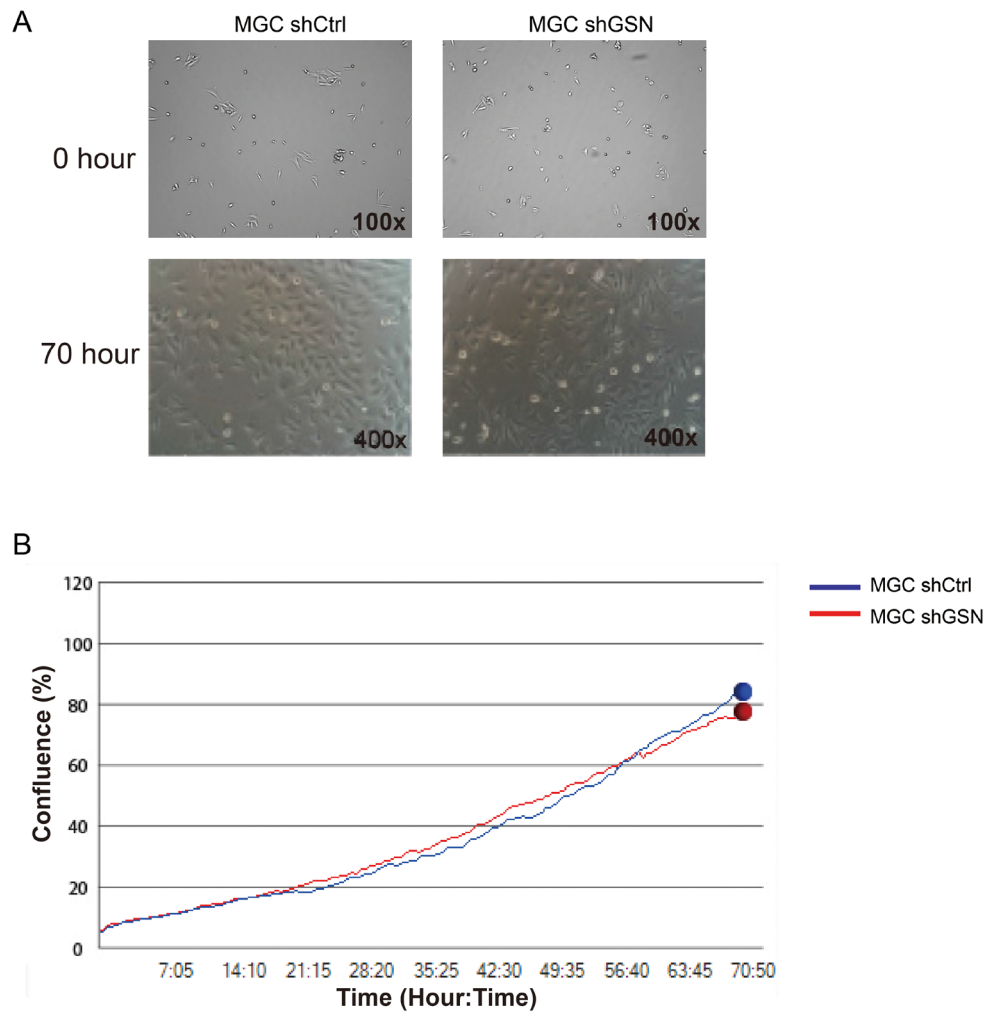 A
MGC shCtrl
MGC shGSN
0 hour
100x
100x
70 hour
400x
400x
B
120
100
80
60
40
20
0
Confluence (%)
7:05 14:10 21:15 28:20 35:25 42:30 49:35 56:40 63:45 70:50
Time (Hour:Time)
MGC shCtrl
MGC shGSN